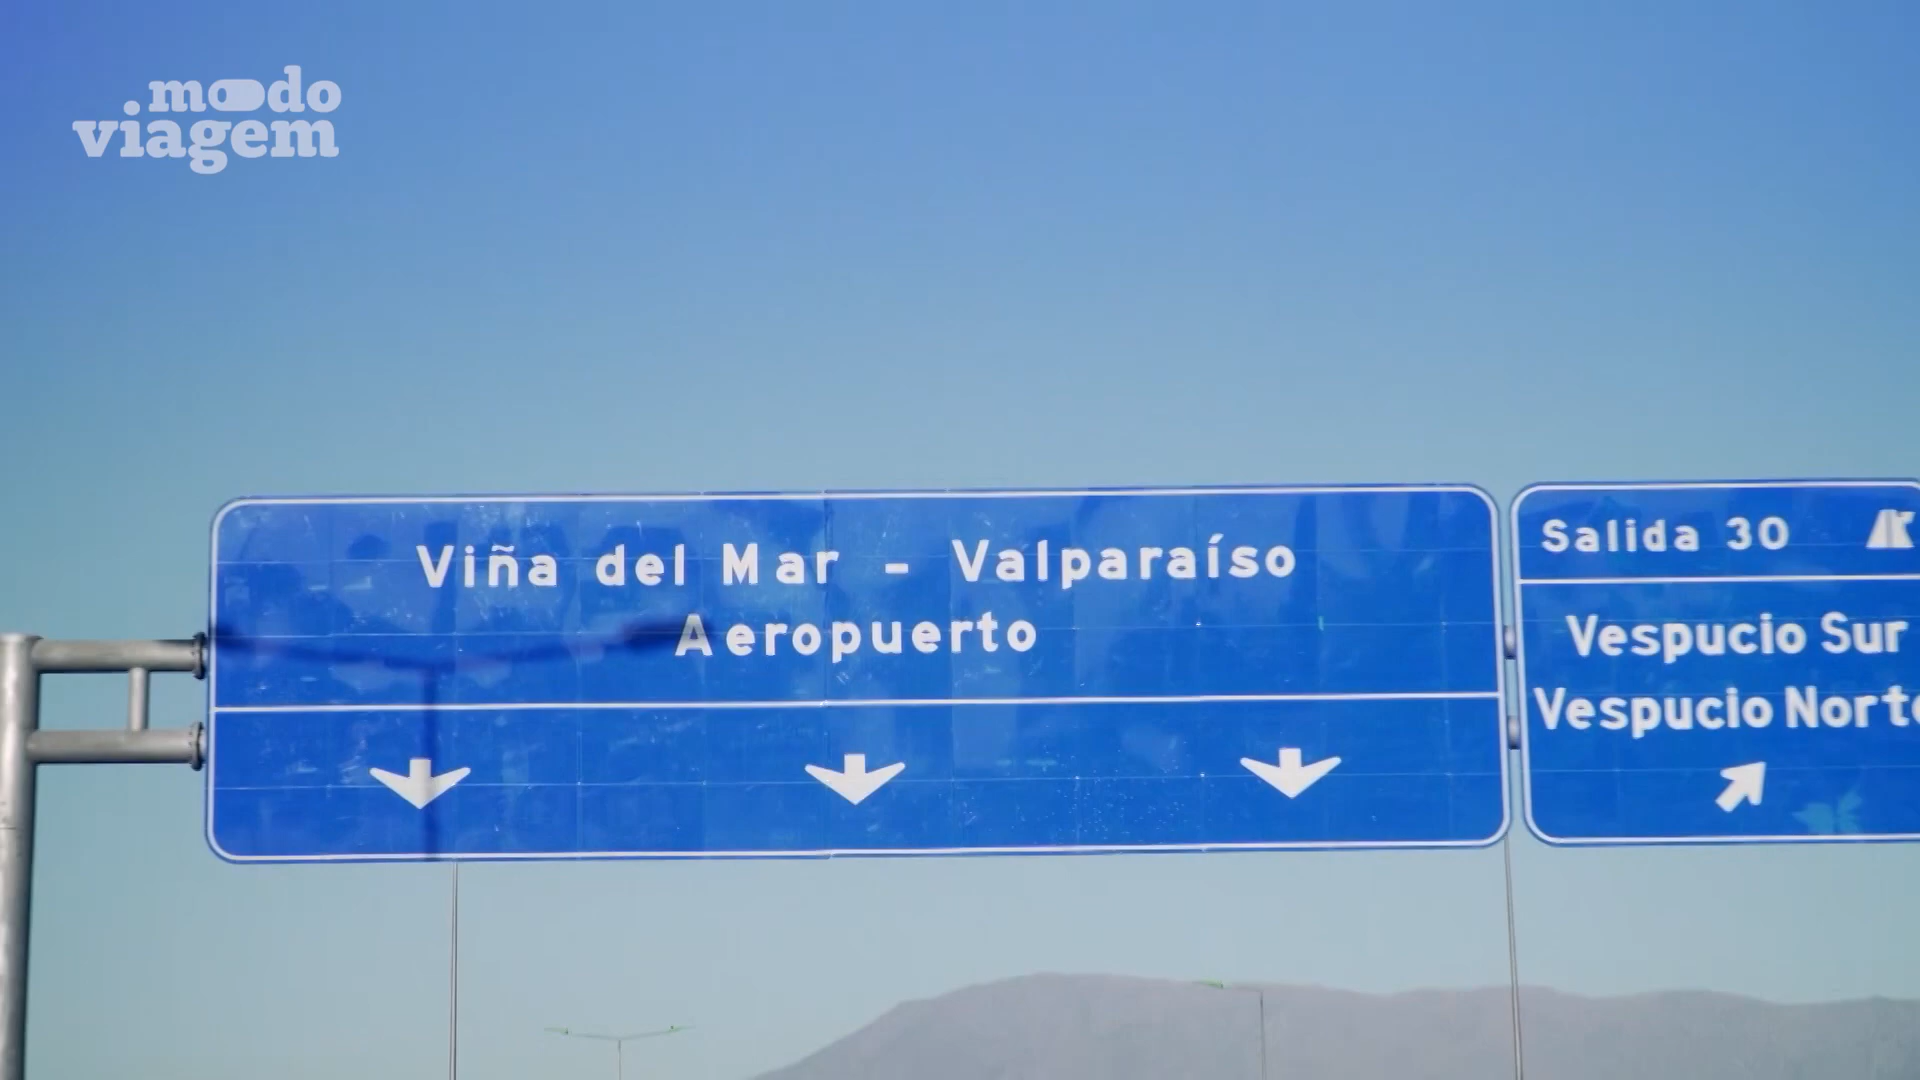 modo
viagem
Viña del Mar - Valparaíso
Aeropuerto
Salida 30
Vespucio Sur
Vespucio Norte